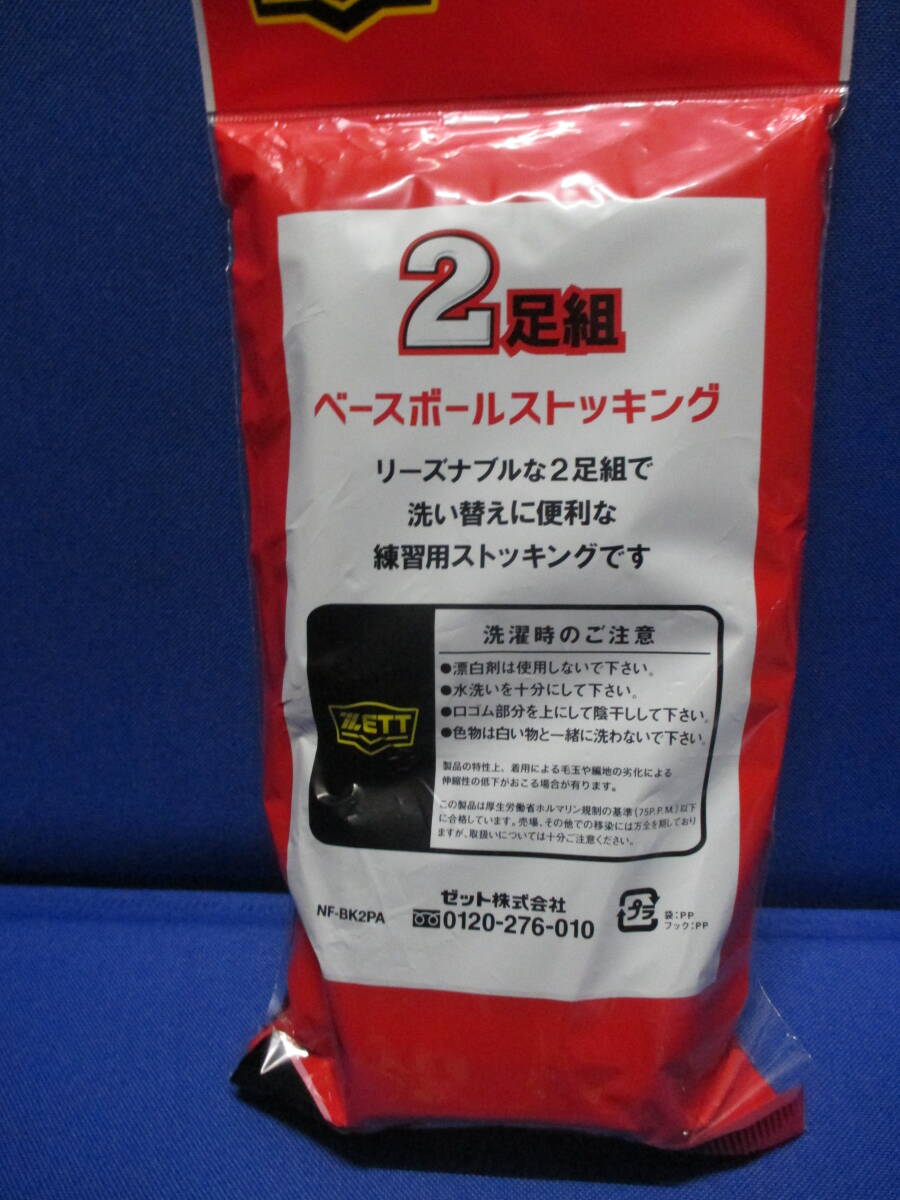 2足組
ベースボールストッキング
リーズナブルな2足組で
洗い替えに便利な
練習用ストッキングです
洗濯時のご注意
●漂白剤は使用しないで下さい。
●水洗いを十分にして下さい。
●口ゴム部分を上にして陰干しして下さい。
●色物は白い物と一緒に洗わないで下さい。
ZETT
製品の特性上、着用による毛玉や編地の劣化による
伸縮性の低下がおこる場合が有ります。
この製品は厚生労働省ホルマリン規制の基準(75P.P.M.)以下
に合格しています。売場、その他での移染には万全を期しており
ますが、取扱いについては十分ご注意ください。
NF-BK2PA
ゼット株式会社
0120-276-010
プラ
袋:PP
フック:PP